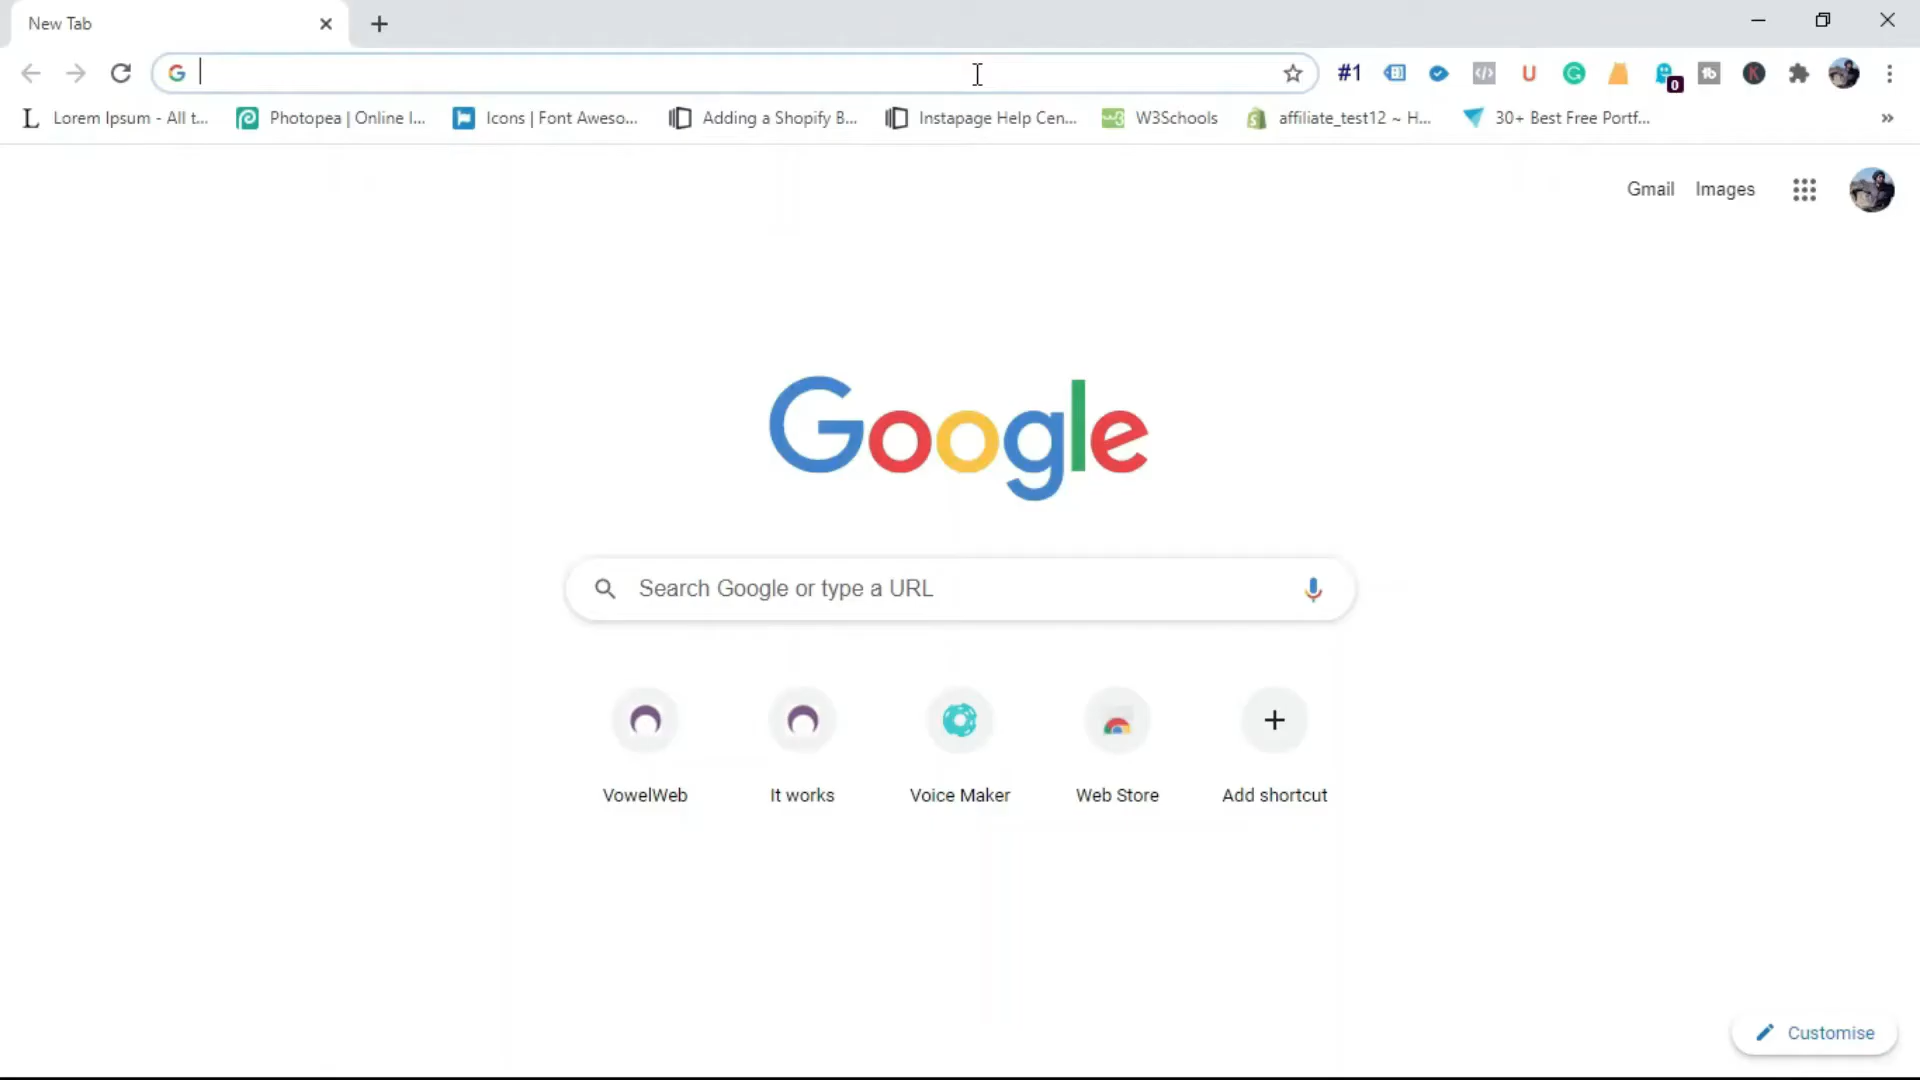 New Tab
#1
0
Lorem Ipsum - All t...
Photopea | Online I...
Icons | Font Aweso...
Adding a Shopify B...
Instapage Help Cen...
W3Schools
affiliate_test12 ~ H...
30+ Best Free Portf...
»
Gmail
Images
Google
Search Google or type a URL
VowelWeb
It works
Voice Maker
Web Store
Add shortcut
Customise